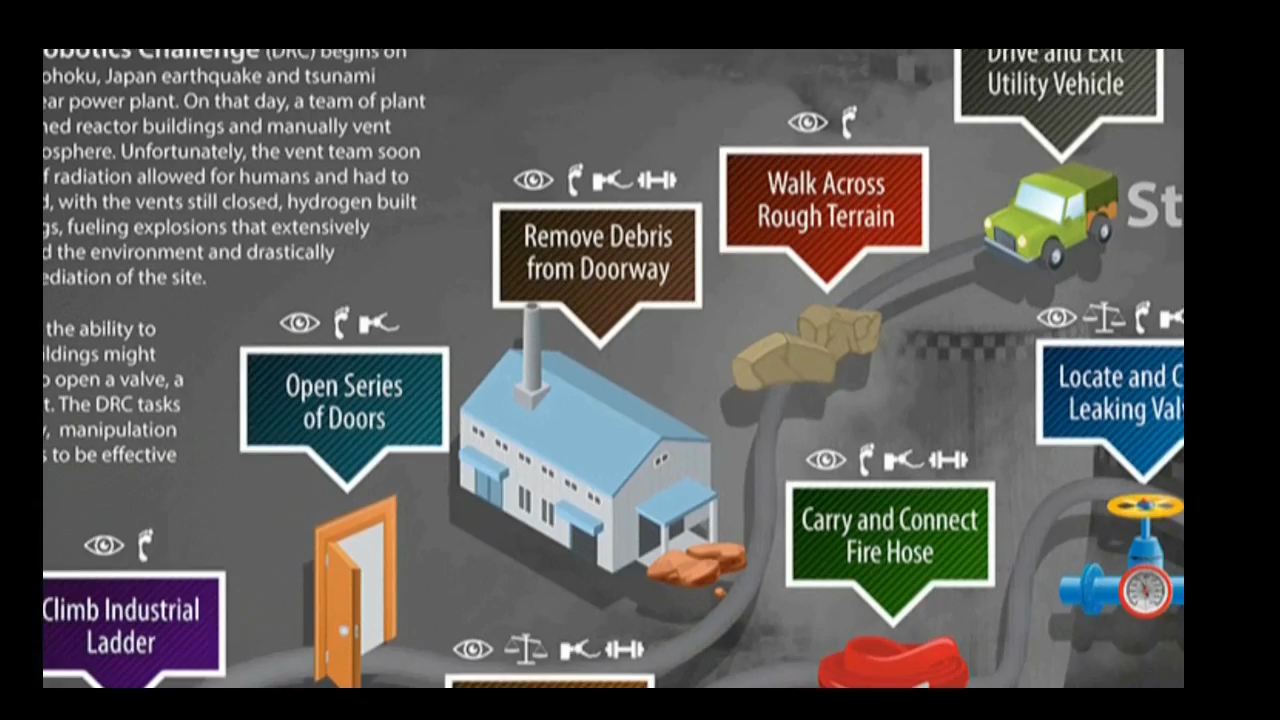 obotics Challenge (DRC) begins on
ohoku, Japan earthquake and tsunami
ear power plant. On that day, a team of plant
ned reactor buildings and manually vent
osphere. Unfortunately, the vent team soon
f radiation allowed for humans and had to
d, with the vents still closed, hydrogen built
gs, fueling explosions that extensively
d the environment and drastically
ediation of the site.
the ability to
ildings might
o open a valve, a
t. The DRC tasks
y, manipulation
s to be effective
Drive and Exit
Utility Vehicle
St
Walk Across
Rough Terrain
Remove Debris
from Doorway
Open Series
of Doors
Climb Industrial
Ladder
Carry and Connect
Fire Hose
Locate and C
Leaking Val